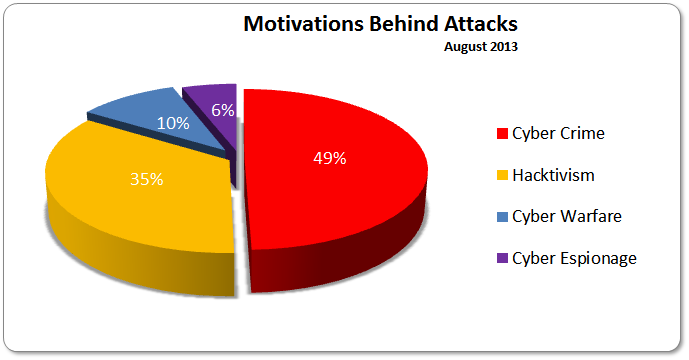 Motivations Behind Attacks
August 2013
6%
10%
49%
35%
Cyber Crime
Hacktivism
Cyber Warfare
Cyber Espionage